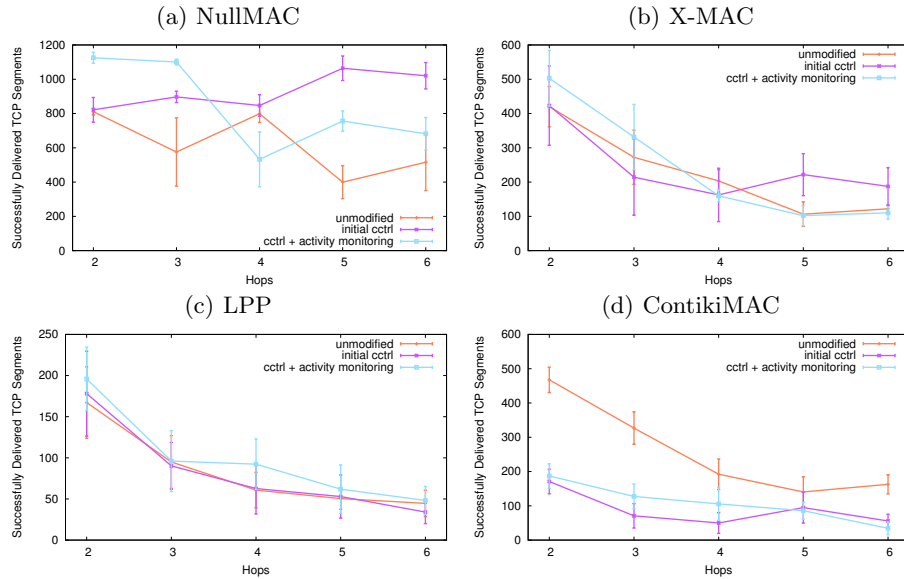 (a) NullMAC
Successfully Delivered TCP Segments
1200
1000
800
600
400
200
0
unmodified
initial cctrl
cctrl + activity monitoring
2 3 4 5 6
Hops
(b) X-MAC
Successfully Delivered TCP Segments
600
500
400
300
200
100
0
unmodified
initial cctrl
cctrl + activity monitoring
2 3 4 5 6
Hops
(c) LPP
Successfully Delivered TCP Segments
250
200
150
100
50
0
unmodified
initial cctrl
cctrl + activity monitoring
2 3 4 5 6
Hops
(d) ContikiMAC
Successfully Delivered TCP Segments
600
500
400
300
200
100
0
unmodified
initial cctrl
cctrl + activity monitoring
2 3 4 5 6
Hops